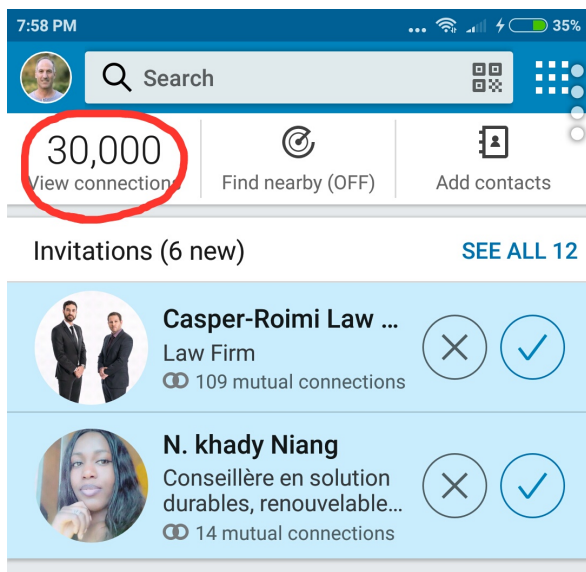 7:58 PM
35%
Search
30,000
View connections
Find nearby (OFF)
Add contacts
Invitations (6 new)
SEE ALL 12
Casper-Roimi Law ...
Law Firm
109 mutual connections
N. khady Niang
Conseillère en solution
durables, renouvelable...
14 mutual connections